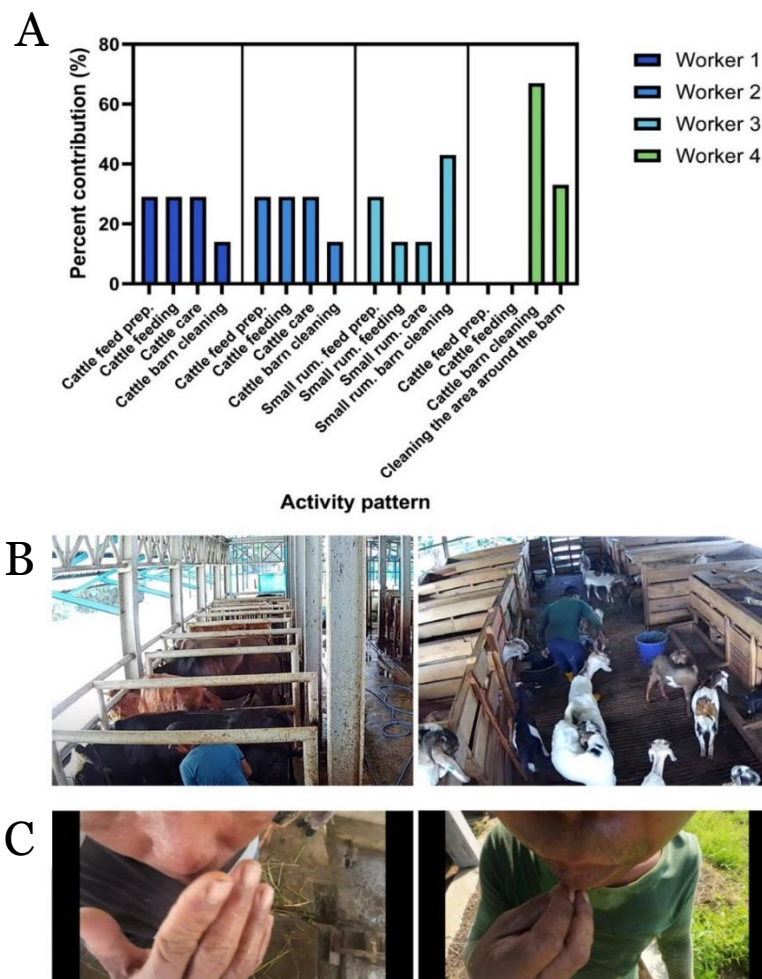 A
80
60
40
20
0
Percent contribution (%)
Worker 1
Worker 2
Worker 3
Worker 4
Cattle feed prep.
Cattle feeding
Cattle care
Cattle barn cleaning
Cattle feed prep.
Cattle feeding
Cattle care
Cattle barn cleaning
Small rum. feed prep.
Small rum. feeding
Small rum. care
Small rum. barn cleaning
Cattle feed prep.
Cattle feeding
Cattle barn cleaning
Cleaning the area around the barn
Activity pattern
B
C